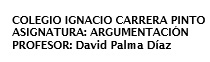 COLEGIO IGNACIO CARRERA PINTO
ASIGNATURA: ARGUMENTACIÓN
PROFESOR: David Palma Díaz